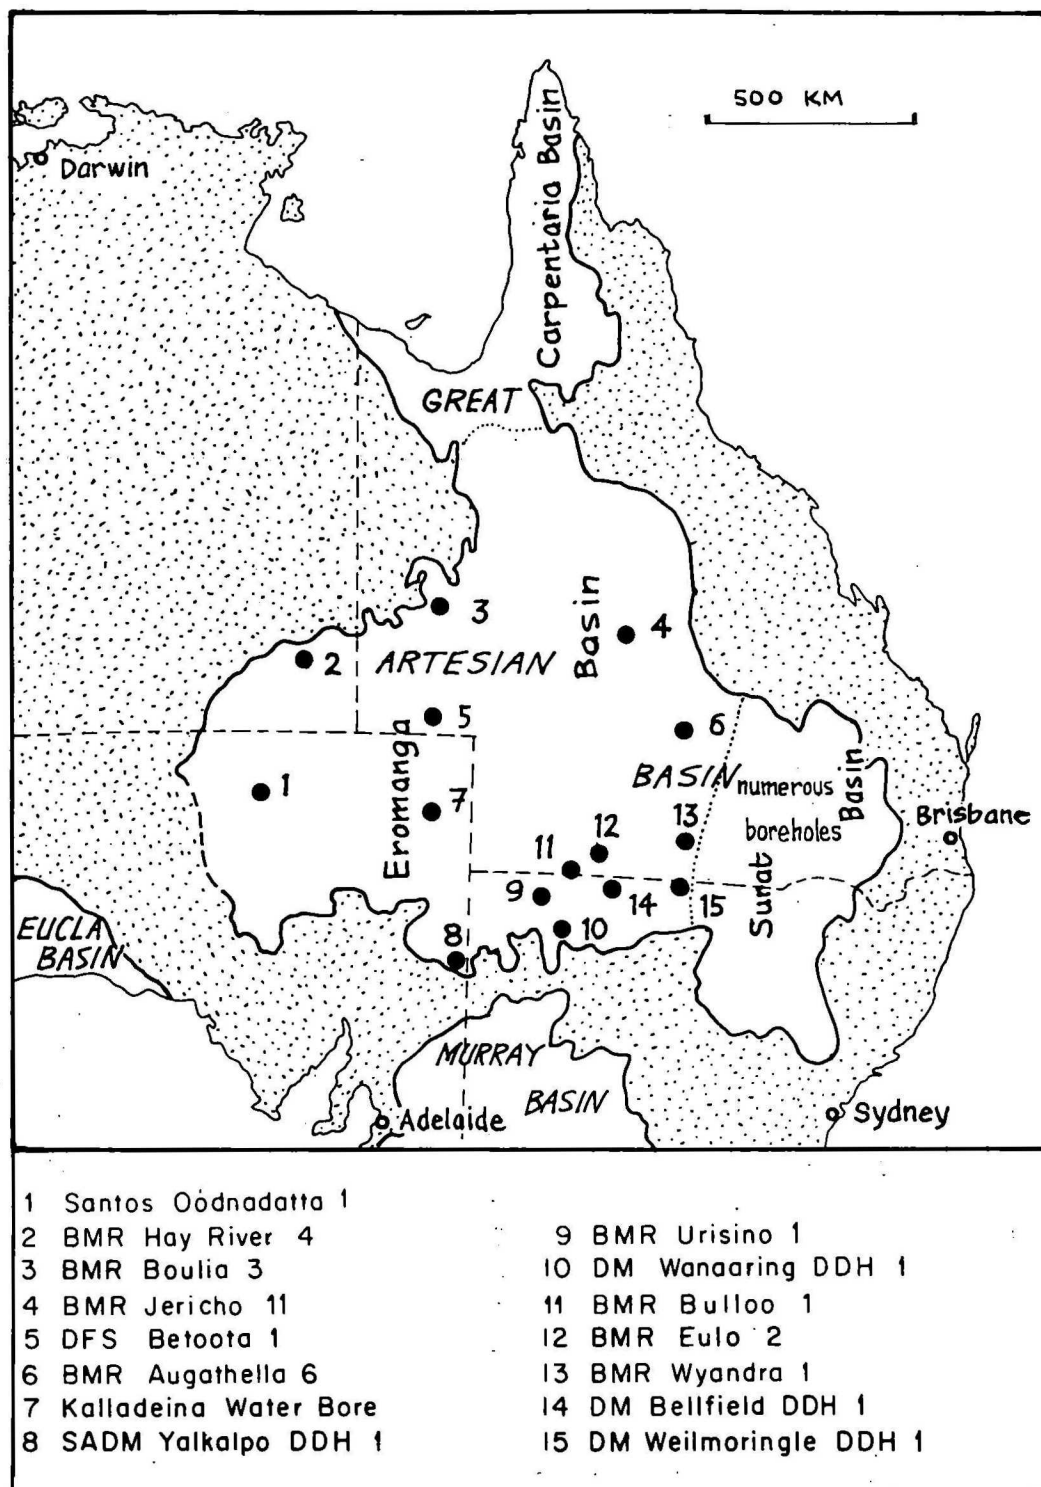 500 KM
Darwin
Carpentaria Basin
GREAT
3
4
2
ARTESIAN
Basin
5
6
Eromanga
BASIN
numerous
boreholes
Basin
Surat
1
7
13
12
11
Brisbane
9
14
15
10
8
EUCLA
BASIN
MURRAY
BASIN
Adelaide
Sydney
1 Santos Oodnadatta 1
2 BMR Hay River 4
3 BMR Boulia 3
4 BMR Jericho 11
5 DFS Betoota 1
6 BMR Augathella 6
7 Kalladeina Water Bore
8 SADM Yalkalpo DDH 1
9 BMR Urisino 1
10 DM Wanaaring DDH 1
11 BMR Bulloo 1
12 BMR Eulo 2
13 BMR Wyandra 1
14 DM Bellfield DDH 1
15 DM Weilmoringle DDH 1